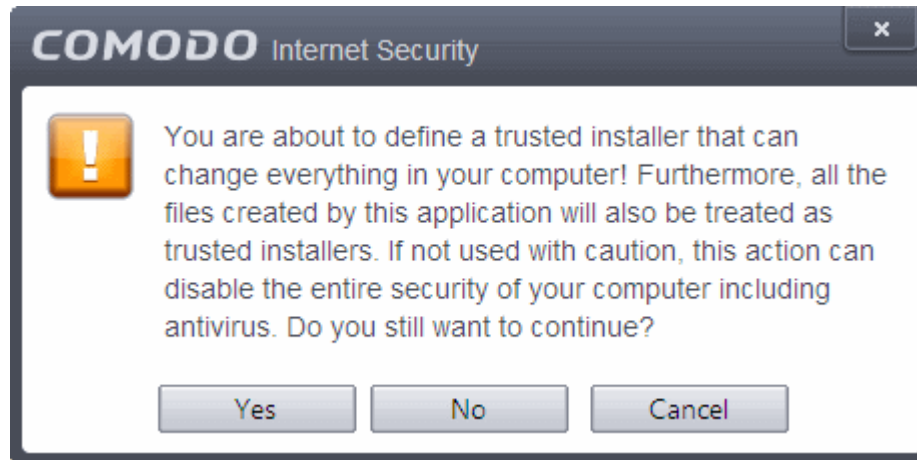 COMODO Internet Security
x
!
You are about to define a trusted installer that can
change everything in your computer! Furthermore, all the
files created by this application will also be treated as
trusted installers. If not used with caution, this action can
disable the entire security of your computer including
antivirus. Do you still want to continue?
Yes No Cancel